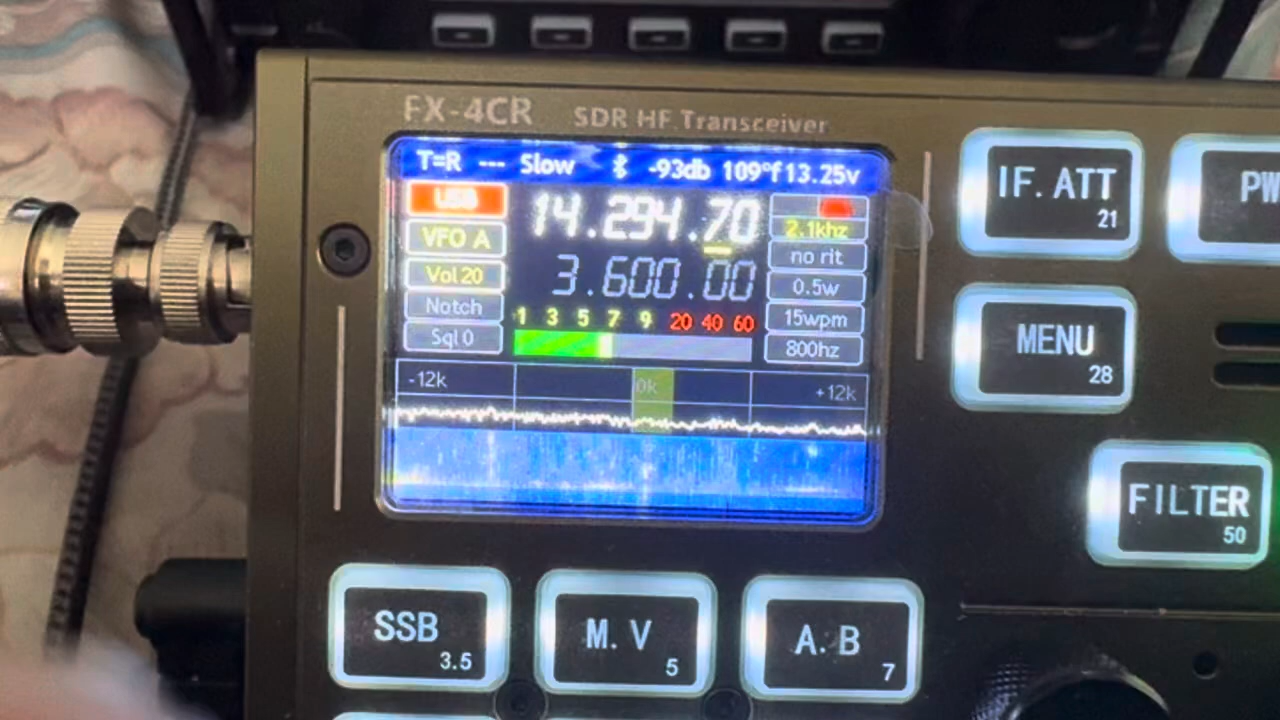 FX-4CR SDR HF Transceiver
T=R --- Slow -93db 109°f 13.25v
USB
14.294.70
VFO A
2.1khz
3.600.00
no rit
Vol 20
0.5w
Notch
1 3 5 7 9 20 40 60
15wpm
Sql 0
800hz
-12k 0k +12k
IF. ATT
21
PW
MENU
28
FILTER
50
SSB
3.5
M. V
5
A. B
7